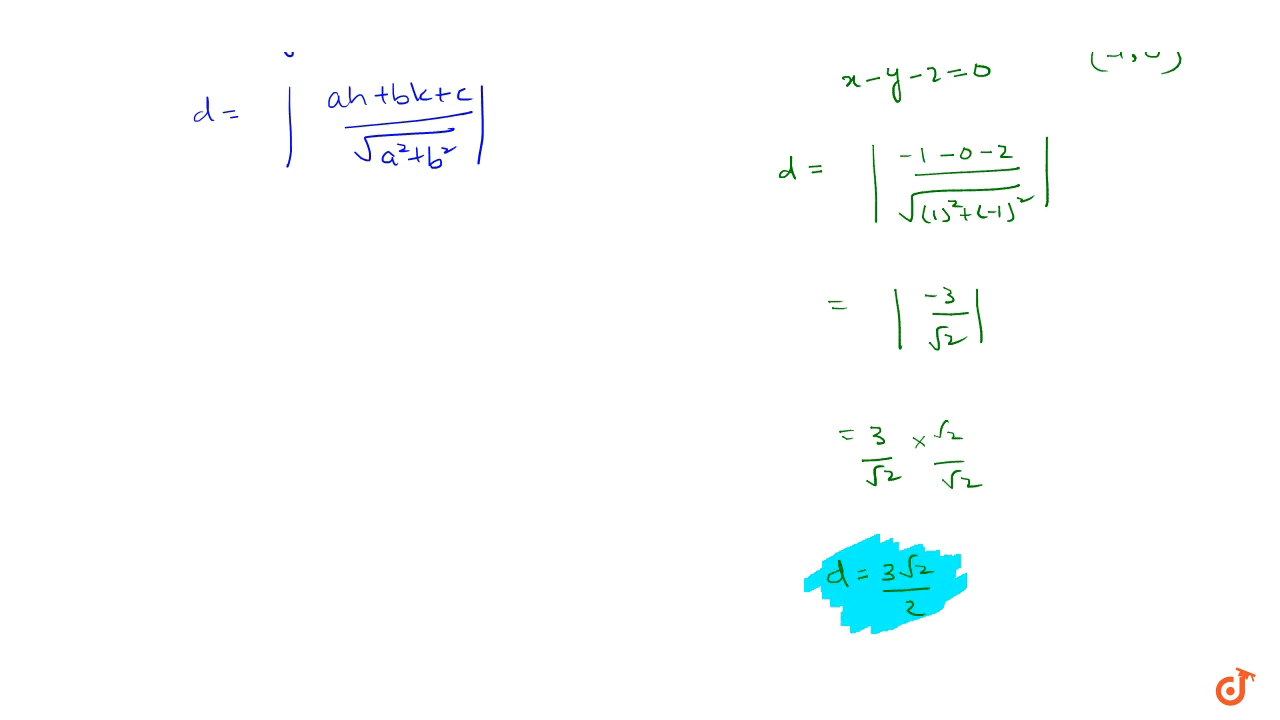 d = | ah+bk+c / √a²+b² |
x-y-2=0
d = | -1-0-2 / √(1)²+(-1)² |
= | -3 / √2 |
= 3/√2 × √2/√2
d = 3√2/2